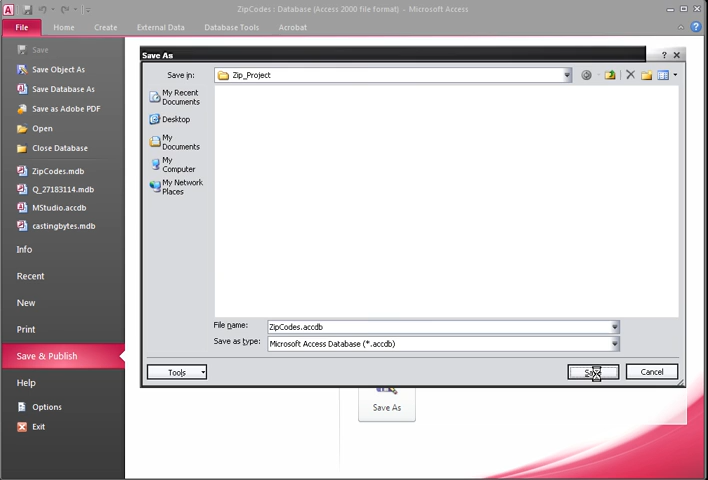 ZipCodes : Database (Access 2000 file format) - Microsoft Access
File Home Create External Data Database Tools Acrobat
Save
Save Object As
Save Database As
Save as Adobe PDF
Open
Close Database
ZipCodes.mdb
Q_27183114.mdb
MStudio.accdb
castingbytes.mdb
Info
Recent
New
Print
Save & Publish
Help
Options
Exit
Save As
Save in: Zip_Project
My Recent
Documents
Desktop
My
Documents
My
Computer
My Network
Places
File name: ZipCodes.accdb
Save as type: Microsoft Access Database (*.accdb)
Tools Save Cancel
Save As